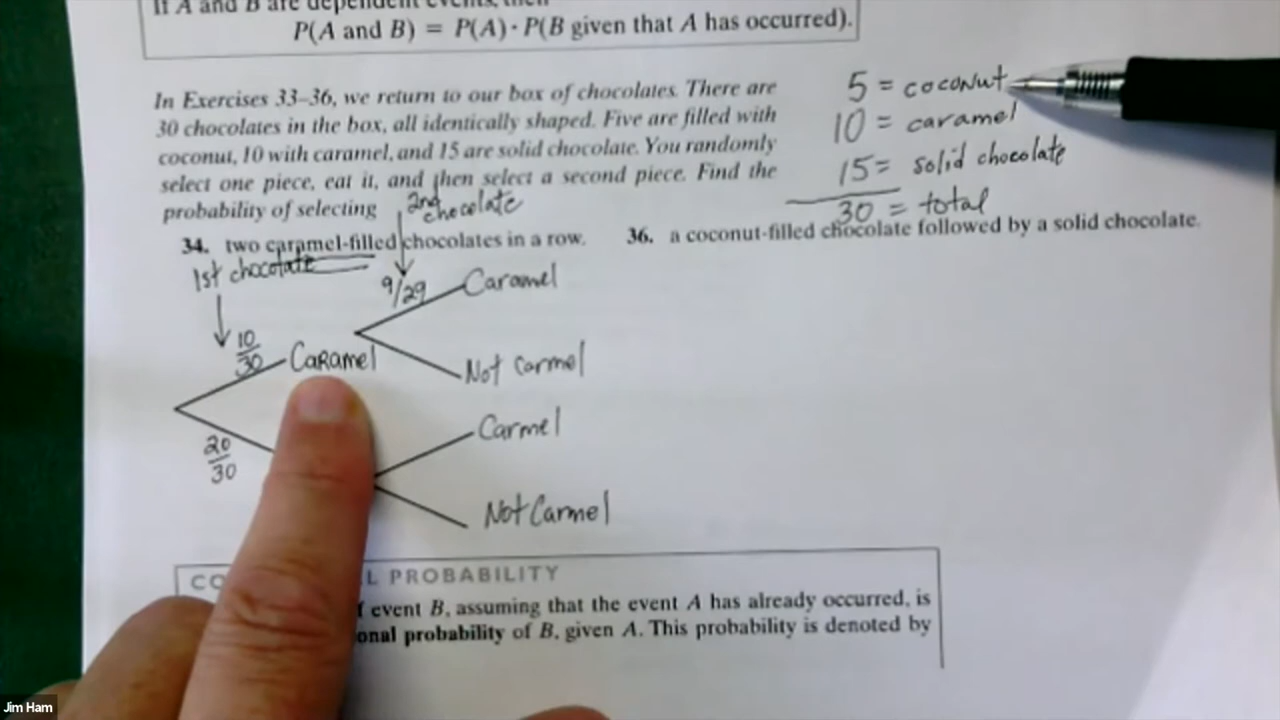 If A and B are dependent events, then
P(A and B) = P(A) · P(B given that A has occurred).
In Exercises 33–36, we return to our box of chocolates. There are
30 chocolates in the box, all identically shaped. Five are filled with
coconut, 10 with caramel, and 15 are solid chocolate. You randomly
select one piece, eat it, and then select a second piece. Find the
probability of selecting
5 = coconut
10 = caramel
15 = solid chocolate
30 = total
2nd
chocolate
34. two caramel-filled chocolates in a row.
36. a coconut-filled chocolate followed by a solid chocolate.
1st chocolate
10/30
Caramel
9/29
Caramel
Not Carmel
20/30
Carmel
Not Carmel
CO L PROBABILITY
event B, assuming that the event A has already occurred, is
onal probability of B, given A. This probability is denoted by
Jim Ham